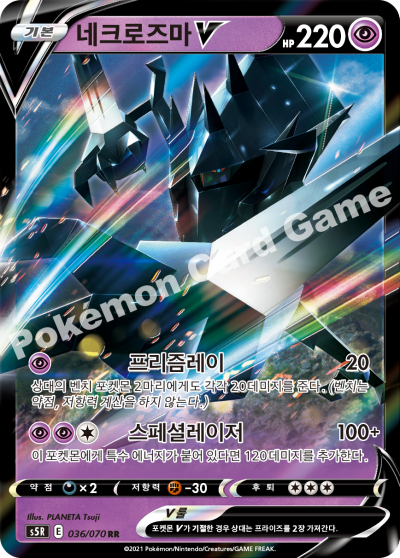 기본 네크로즈마 V HP 220
Pokémon Card Game
프리즘레이 20
상대의 벤치 포켓몬 2마리에게도 각각 20데미지를 준다. (벤치는
약점, 저항력 계산을 하지 않는다.)
스페셜레이저 100+
이 포켓몬에게 특수 에너지가 붙어 있다면 120데미지를 추가한다.
약점 ×2 저항력 -30 후퇴
Illus. PLANETA Tsuji
V룰
포켓몬 V가 기절한 경우 상대는 프라이즈를 2장 가져간다.
s5R E 036/070 RR
©2021 Pokémon/Nintendo/Creatures/GAME FREAK.